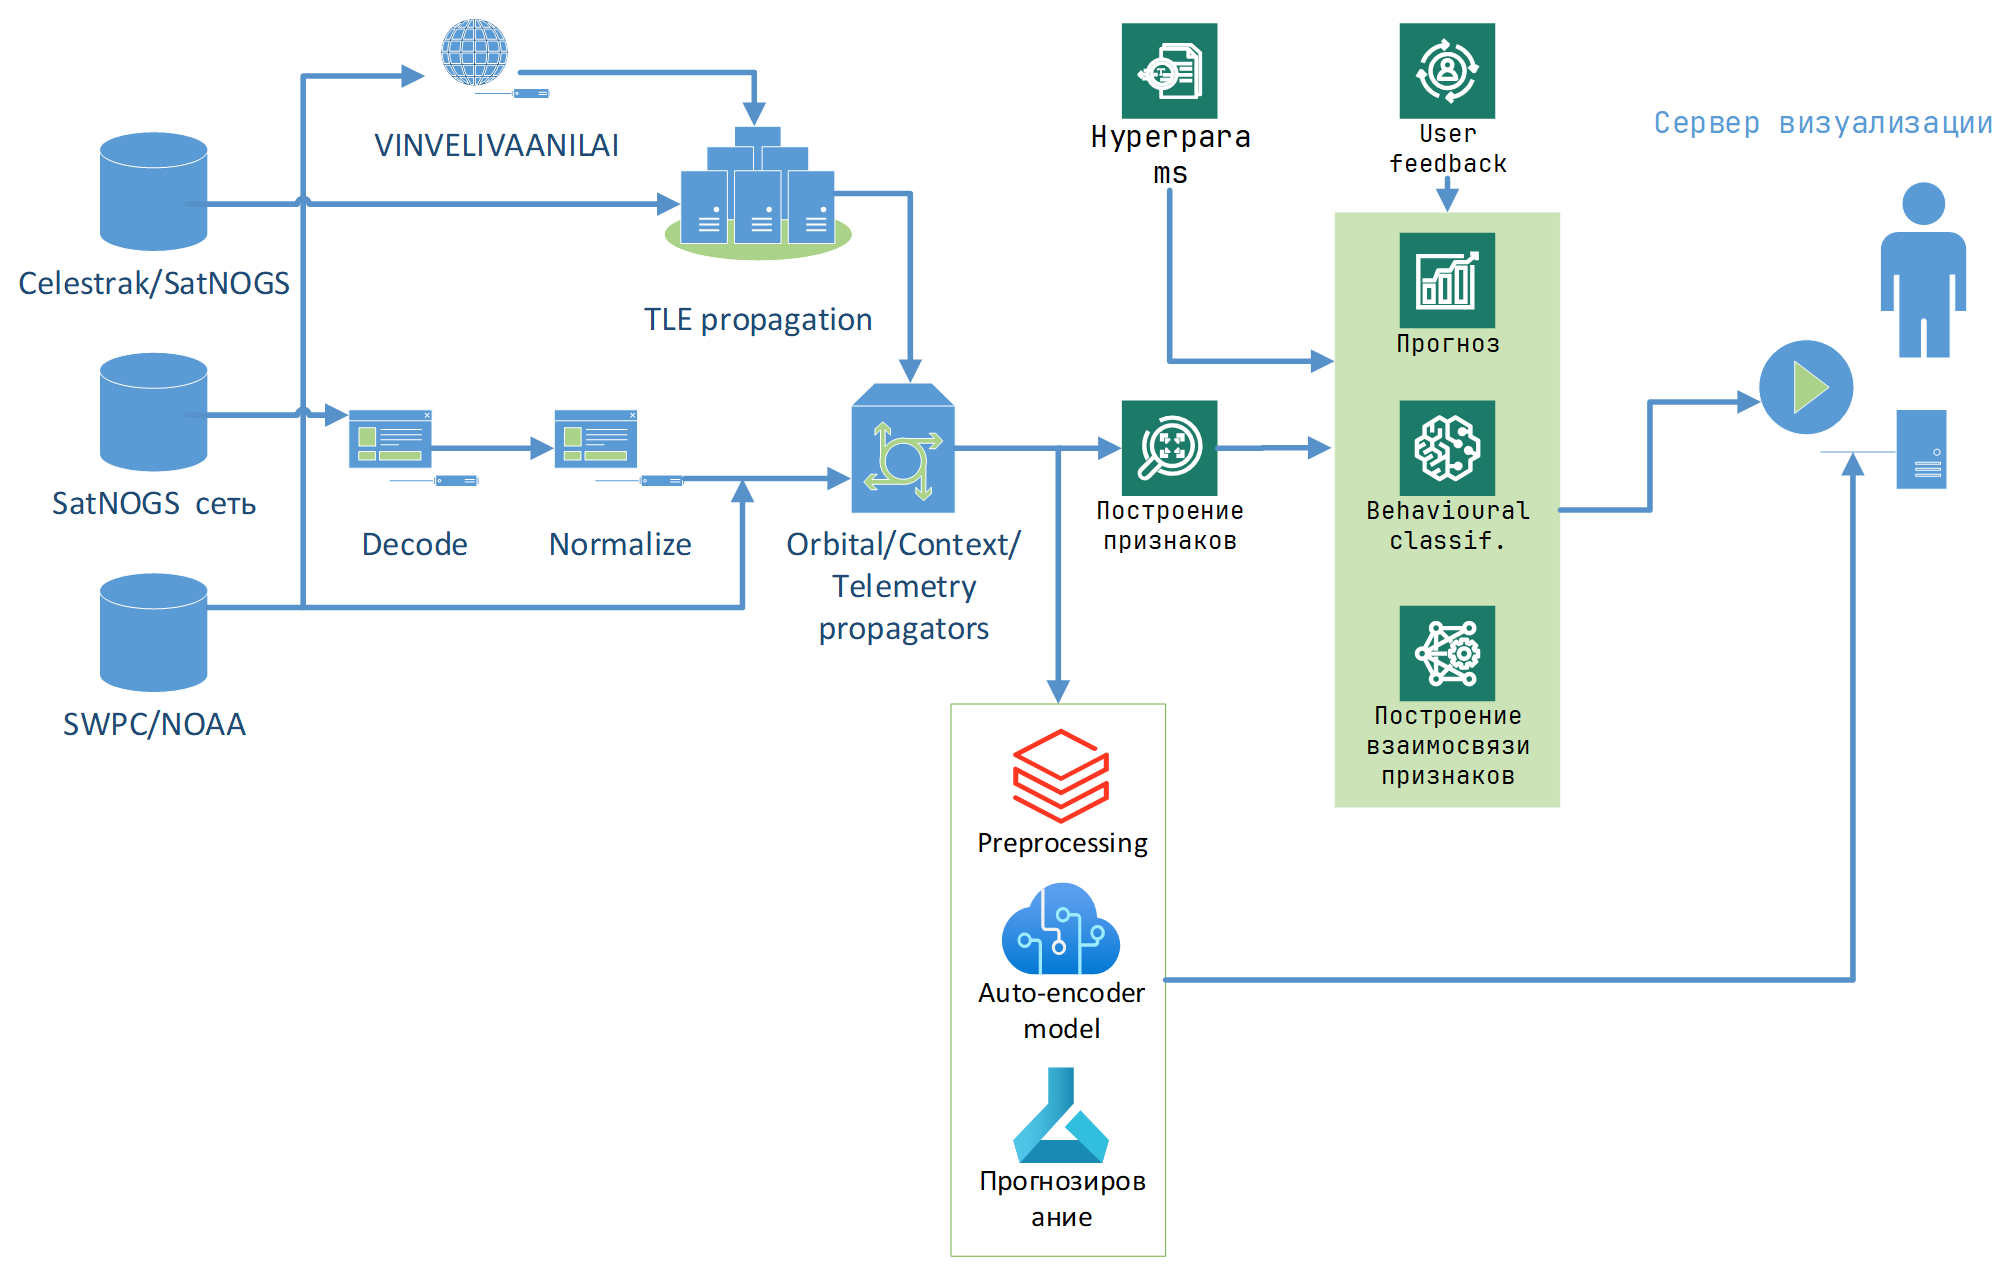 VINVELIVAANILAI
Celestrak/SatNOGS
TLE propagation
SatNOGS сеть
Decode
Normalize
Orbital/Context/
Telemetry
propagators
SWPC/NOAA
Hyperpara
ms
User
feedback
Сервер визуализации
Прогноз
Построение
признаков
Behavioural
classif.
Построение
взаимосвязи
признаков
Preprocessing
Auto-encoder
model
Прогнозиров
ание